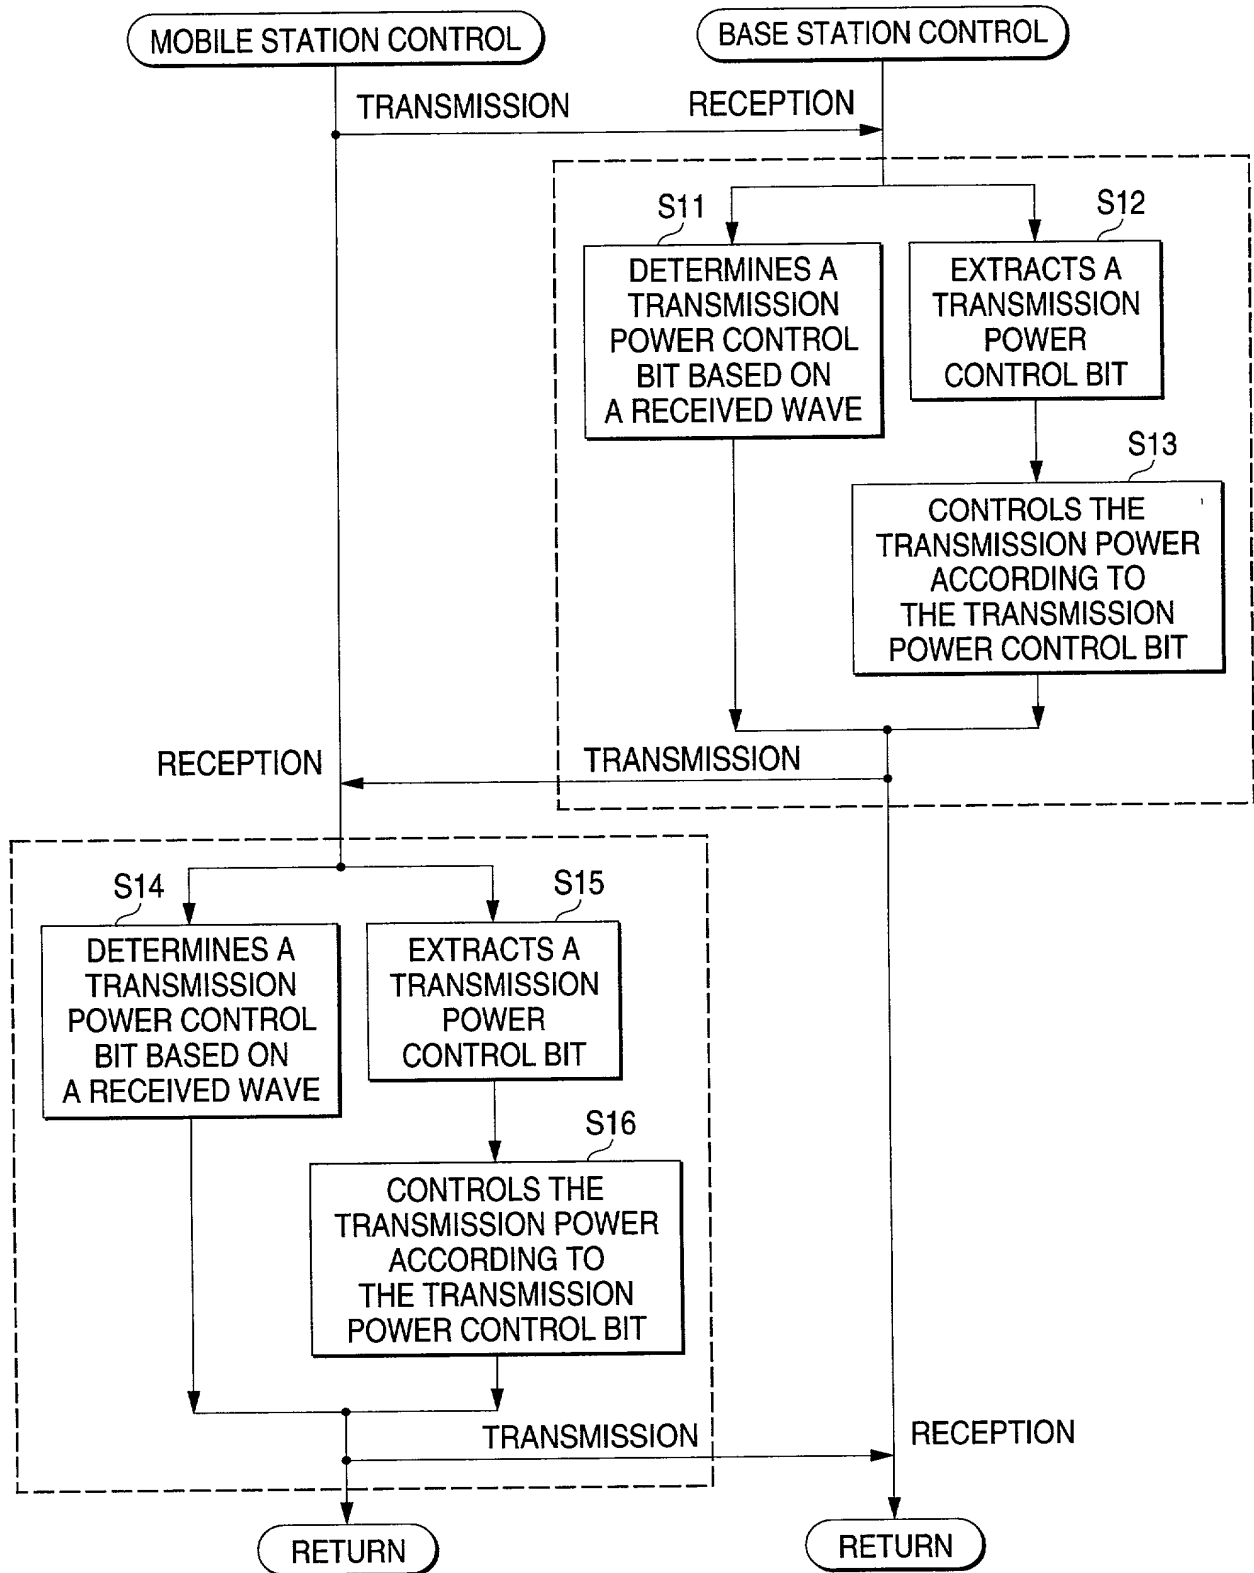 MOBILE STATION CONTROL
BASE STATION CONTROL
TRANSMISSION
RECEPTION
S11
DETERMINES A
TRANSMISSION
POWER CONTROL
BIT BASED ON
A RECEIVED WAVE
S12
EXTRACTS A
TRANSMISSION
POWER
CONTROL BIT
S13
CONTROLS THE
TRANSMISSION POWER
ACCORDING TO
THE TRANSMISSION
POWER CONTROL BIT
RECEPTION
TRANSMISSION
S14
DETERMINES A
TRANSMISSION
POWER CONTROL
BIT BASED ON
A RECEIVED WAVE
S15
EXTRACTS A
TRANSMISSION
POWER
CONTROL BIT
S16
CONTROLS THE
TRANSMISSION POWER
ACCORDING TO
THE TRANSMISSION
POWER CONTROL BIT
TRANSMISSION
RECEPTION
RETURN
RETURN